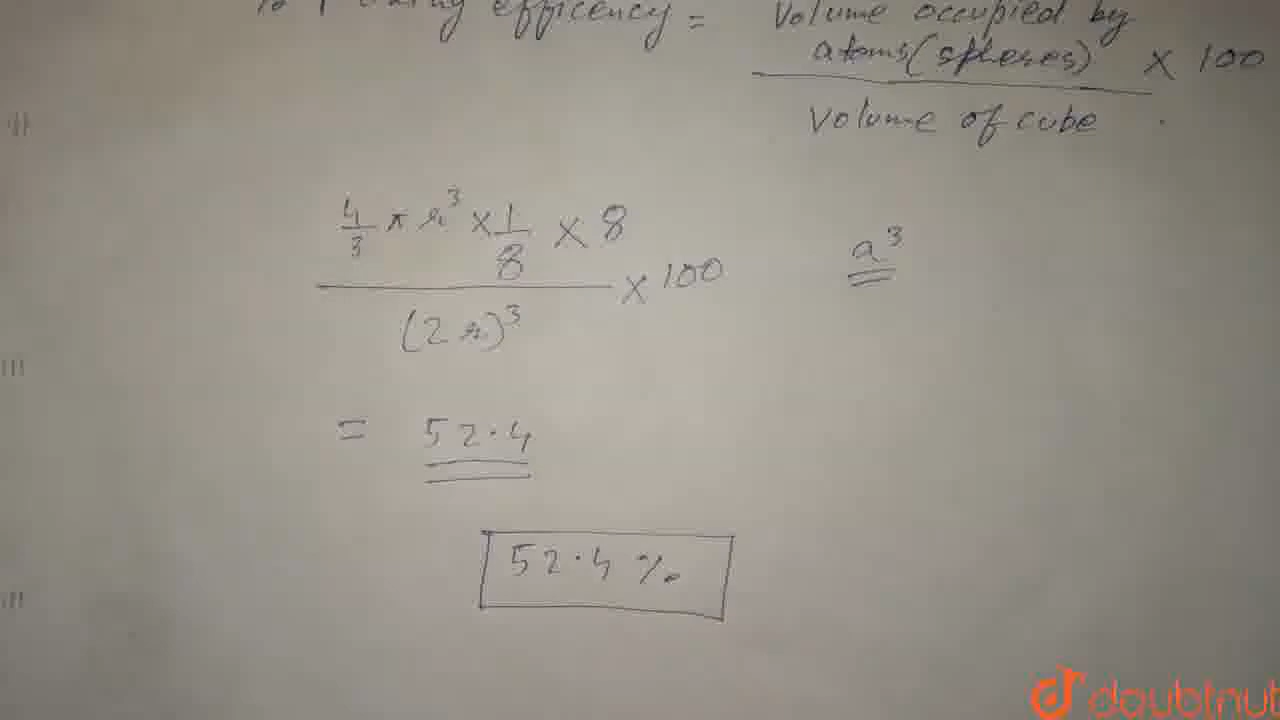 efficency = Volume occupied by
atoms (spheres) × 100
Volume of cube
4/3 π r³ × 1/8 × 8
× 100
(2r)³
a³
= 52.4
52.4 %
doubtnut